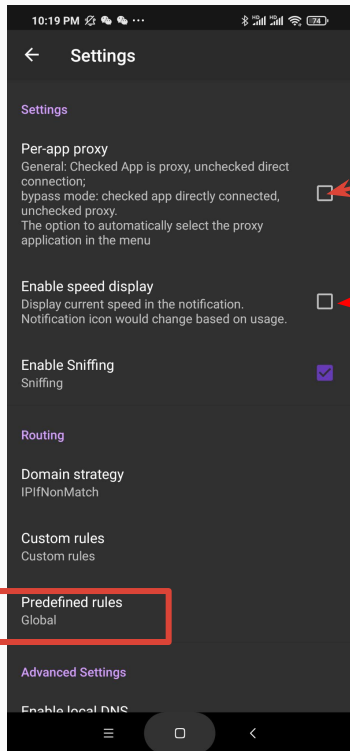 10:19 PM
74
Settings
Settings
Per-app proxy
General: Checked App is proxy, unchecked direct
connection;
bypass mode: checked app directly connected,
unchecked proxy.
The option to automatically select the proxy
application in the menu
Enable speed display
Display current speed in the notification.
Notification icon would change based on usage.
Enable Sniffing
Sniffing
Routing
Domain strategy
IPIfNonMatch
Custom rules
Custom rules
Predefined rules
Global
Advanced Settings
Enable local DNS